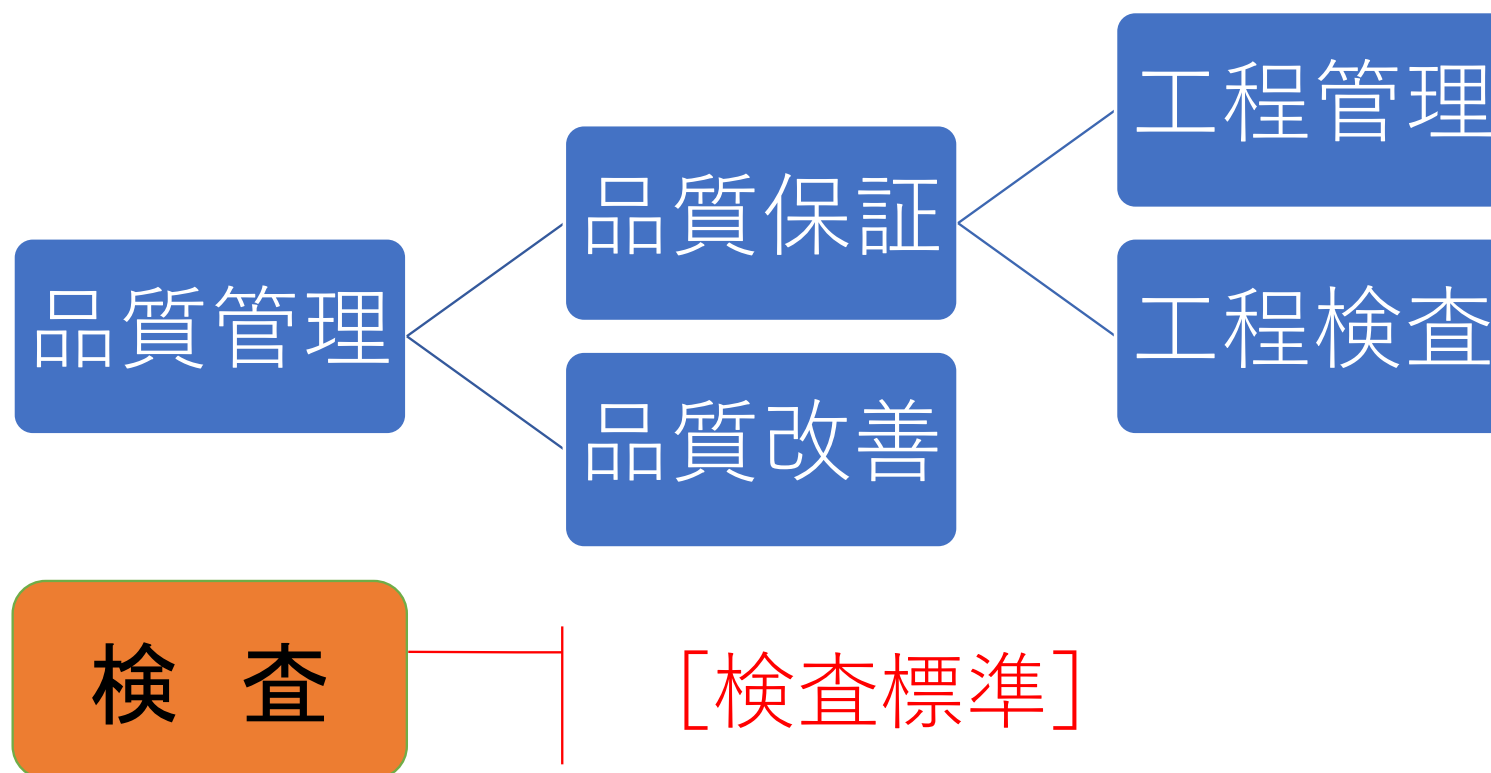 工程管理
品質保証
品質管理
工程検査
品質改善
検 査
[検査標準]